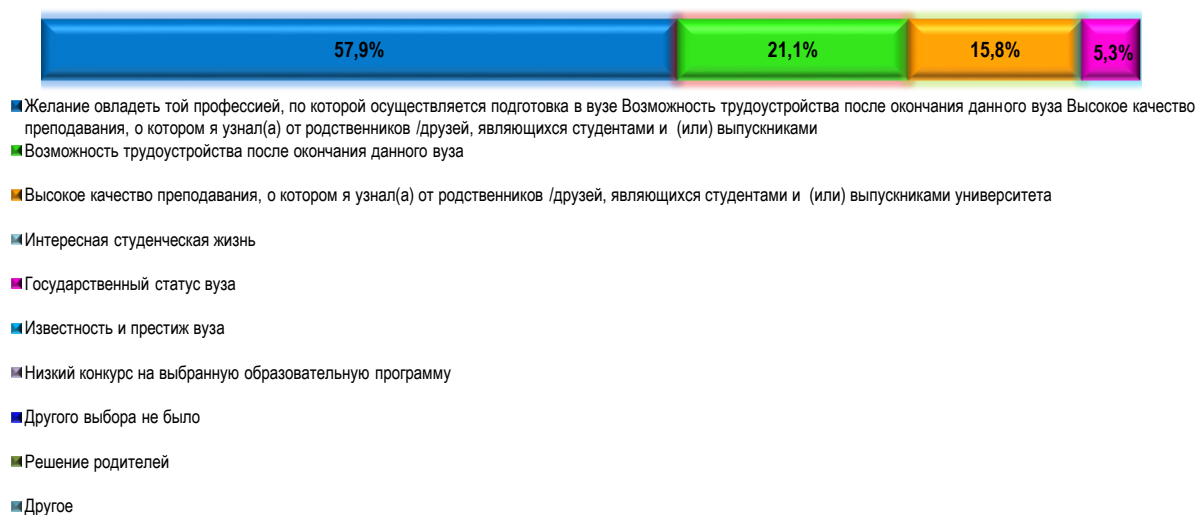 57,9% 21,1% 15,8% 5,3%
Желание овладеть той профессией, по которой осуществляется подготовка в вузе Возможность трудоустройства после окончания данного вуза Высокое качество
преподавания, о котором я узнал(а) от родственников /друзей, являющихся студентами и (или) выпускниками
Возможность трудоустройства после окончания данного вуза
Высокое качество преподавания, о котором я узнал(а) от родственников /друзей, являющихся студентами и (или) выпускниками университета
Интересная студенческая жизнь
Государственный статус вуза
Известность и престиж вуза
Низкий конкурс на выбранную образовательную программу
Другого выбора не было
Решение родителей
Другое